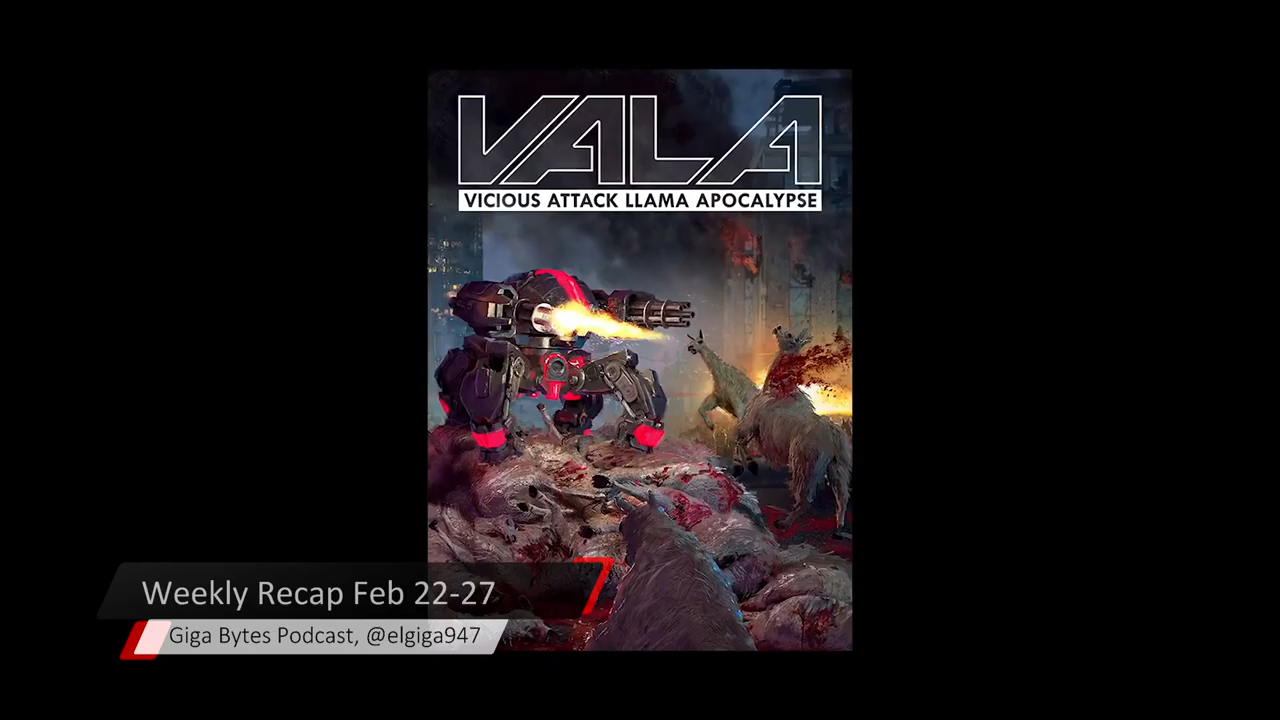 VALA
VICIOUS ATTACK LLAMA APOCALYPSE
Weekly Recap Feb 22-27
Giga Bytes Podcast, @elgiga947